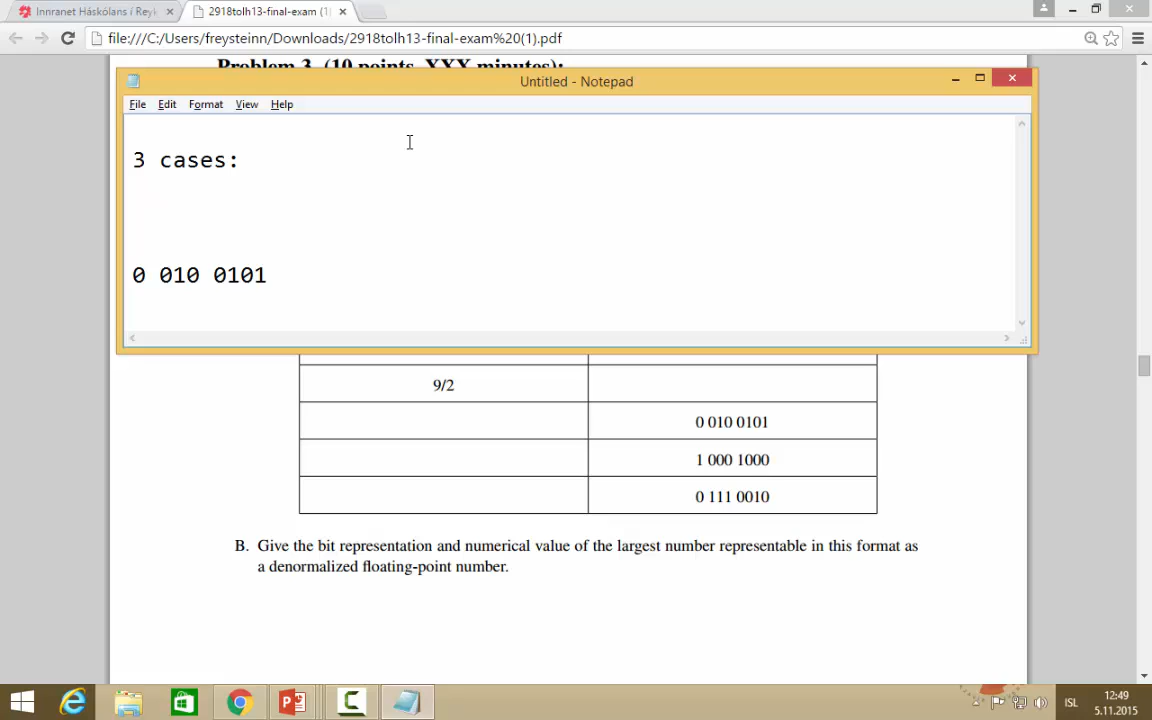 Innranet Háskólans í Reyk
2918tolh13-final-exam (1)
file:///C:/Users/freysteinn/Downloads/2918tolh13-final-exam%20(1).pdf
Problem 3. (10 points, XXX minutes):
Untitled - Notepad
File Edit Format View Help
3 cases:
0 010 0101
9/2
0 010 0101
1 000 1000
0 111 0010
B. Give the bit representation and numerical value of the largest number representable in this format as
a denormalized floating-point number.
ISL
12:49
5.11.2015